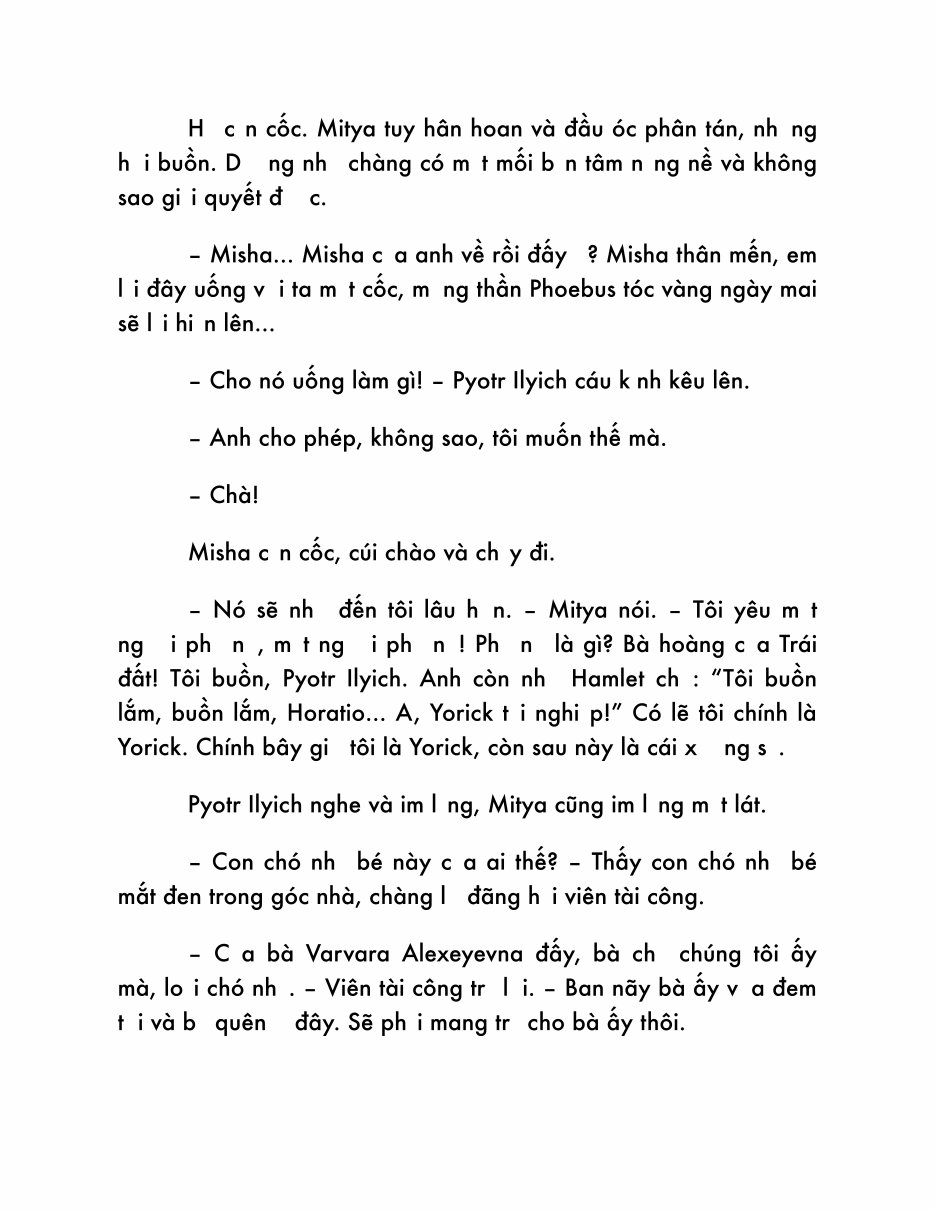 H c n cốc. Mitya tuy hân hoan và đầu óc phân tán, nh ng
h i buồn. D ng nh chàng có m t mối b n tâm n ng nề và không
sao gi i quyết đ c.
– Misha... Misha c a anh về rồi đấy ? Misha thân mến, em
l i đây uống v i ta m t cốc, m ng thần Phoebus tóc vàng ngày mai
sẽ l i hi n lên...
– Cho nó uống làm gì! – Pyotr Ilyich cáu k nh kêu lên.
– Anh cho phép, không sao, tôi muốn thế mà.
– Chà!
Misha c n cốc, cúi chào và ch y đi.
– Nó sẽ nh đến tôi lâu h n. – Mitya nói. – Tôi yêu m t
ng i ph n , m t ng i ph n ! Ph n là gì? Bà hoàng c a Trái
đất! Tôi buồn, Pyotr Ilyich. Anh còn nh Hamlet ch : “Tôi buồn
lắm, buồn lắm, Horatio... A, Yorick t i nghi p!” Có lẽ tôi chính là
Yorick. Chính bây gi tôi là Yorick, còn sau này là cái x ng s .
Pyotr Ilyich nghe và im l ng, Mitya cũng im l ng m t lát.
– Con chó nh bé này c a ai thế? – Thấy con chó nh bé
mắt đen trong góc nhà, chàng l đãng h i viên tài công.
– C a bà Varvara Alexeyevna đấy, bà ch chúng tôi ấy
mà, lo i chó nh . – Viên tài công tr l i. – Ban nãy bà ấy v a đem
t i và b quên đây. Sẽ ph i mang tr cho bà ấy thôi.